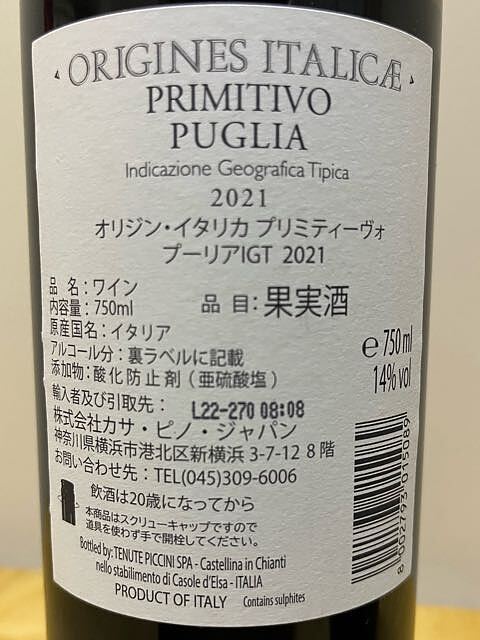 ORIGINES ITALICÆ
PRIMITIVO
PUGLIA
Indicazione Geografica Tipica
2021
オリジン・イタリカ プリミティーヴォ
プーリアIGT 2021
品 名：ワイン
内容量：750ml 品 目：果実酒
原産国名：イタリア
アルコール分：裏ラベルに記載
添加物：酸化防止剤（亜硫酸塩）
e 750 ml
14% vol
輸入者及び引取先： L22-270 08:08
株式会社カサ・ピノ・ジャパン
神奈川県横浜市港北区新横浜 3-7-12 8階
お問い合わせ先：TEL(045)309-6006
飲酒は20歳になってから
本商品はスクリューキャップですので
道具を使わず手で開栓してください。
8 002793 015089
Bottled by: TENUTE PICCINI SPA - Castellina in Chianti
nello stabilimento di Casole d'Elsa - ITALIA
PRODUCT OF ITALY Contains sulphites